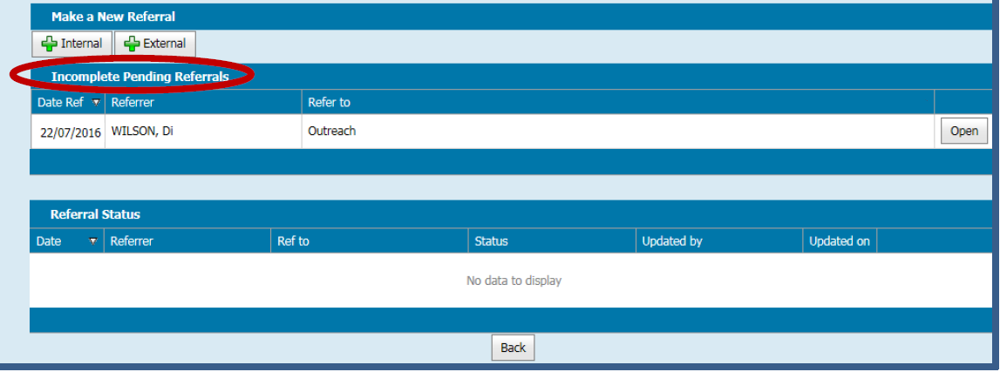 Make a New Referral
Internal External
Incomplete Pending Referrals
Date Ref Referrer Refer to
22/07/2016 WILSON, Di Outreach Open
Referral Status
Date Referrer Ref to Status Updated by Updated on
No data to display
Back